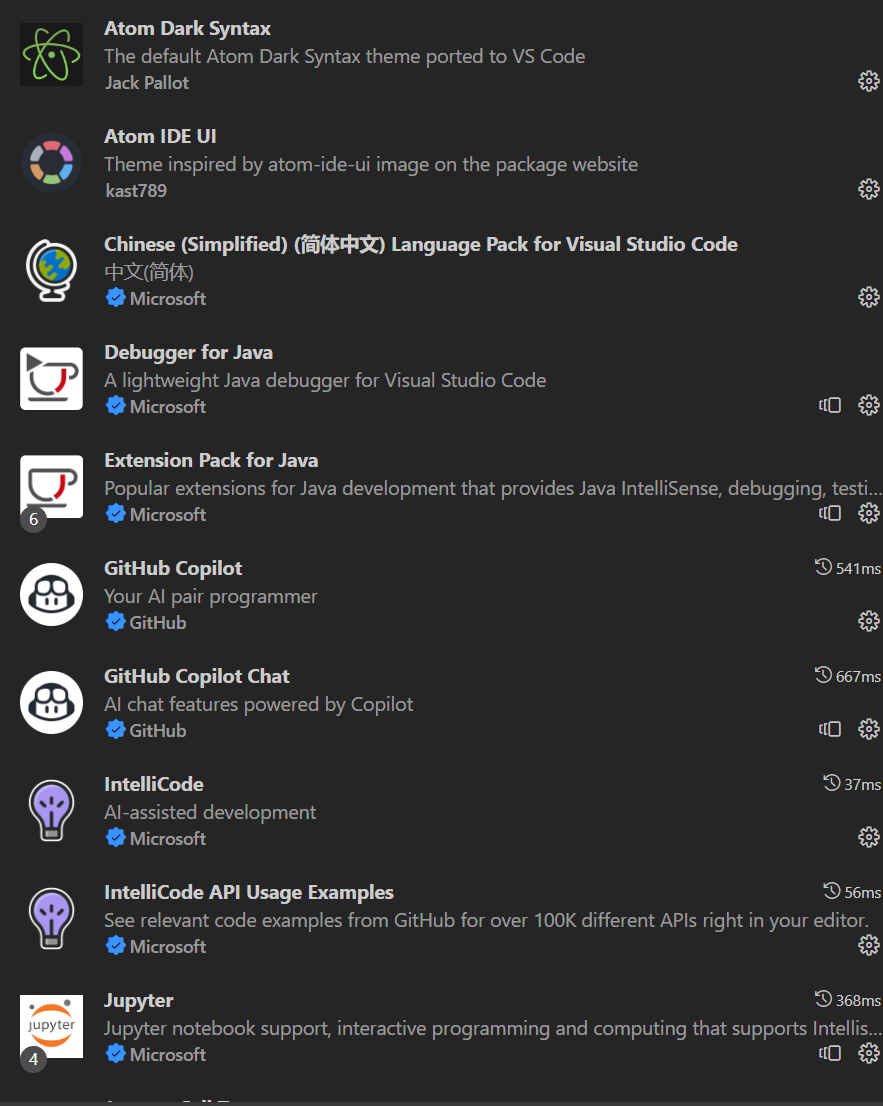 Atom Dark Syntax
The default Atom Dark Syntax theme ported to VS Code
Jack Pallot
Atom IDE UI
Theme inspired by atom-ide-ui image on the package website
kast789
Chinese (Simplified) (简体中文) Language Pack for Visual Studio Code
中文(简体)
Microsoft
Debugger for Java
A lightweight Java debugger for Visual Studio Code
Microsoft
Extension Pack for Java
Popular extensions for Java development that provides Java IntelliSense, debugging, testi...
6
Microsoft
GitHub Copilot 541ms
Your AI pair programmer
GitHub
GitHub Copilot Chat 667ms
AI chat features powered by Copilot
GitHub
IntelliCode 37ms
AI-assisted development
Microsoft
IntelliCode API Usage Examples 56ms
See relevant code examples from GitHub for over 100K different APIs right in your editor.
Microsoft
Jupyter 368ms
jupyter
Jupyter notebook support, interactive programming and computing that supports Intellis...
4
Microsoft